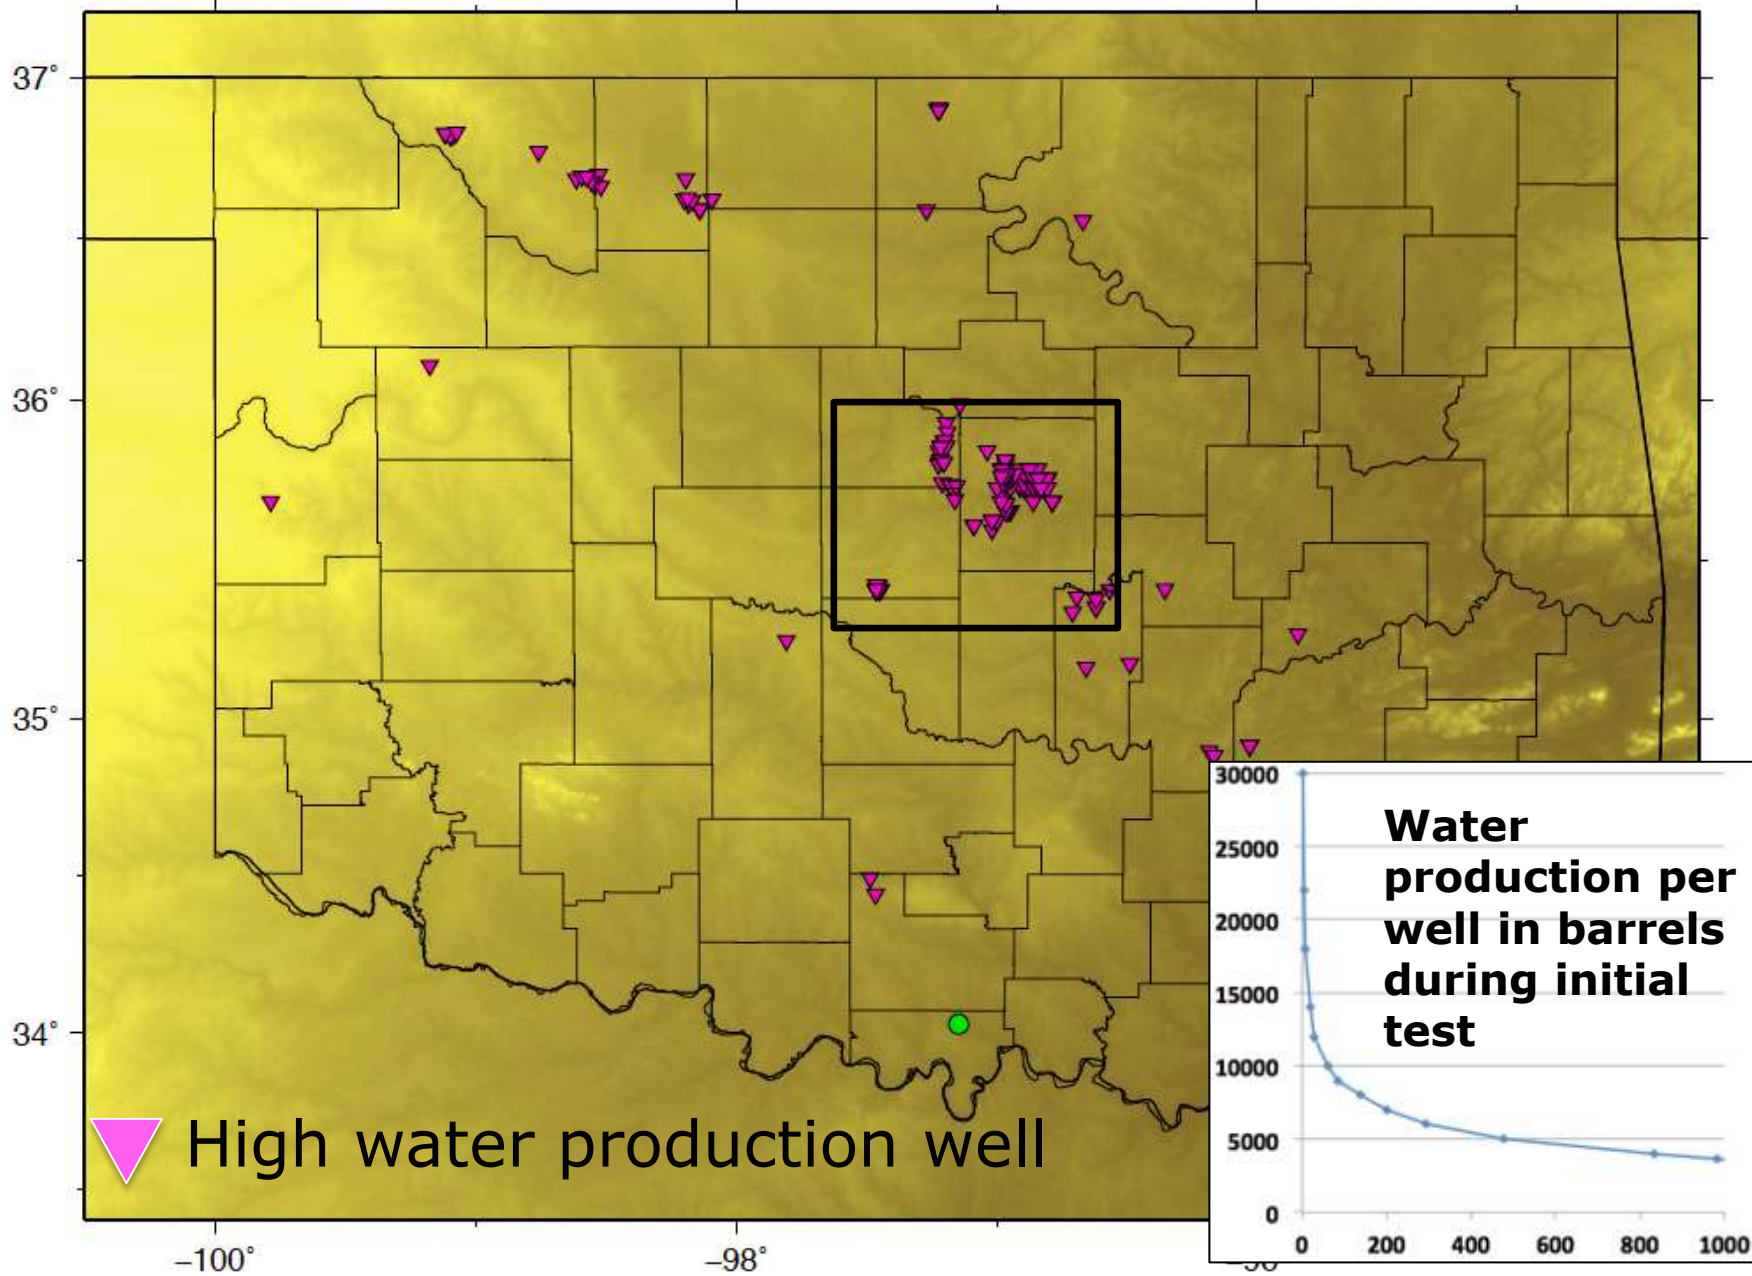 37°
36°
35°
34°
−100°
−98°
High water production well
30000
25000
20000
15000
10000
5000
0
0 200 400 600 800 1000
Water
production per
well in barrels
during initial
test